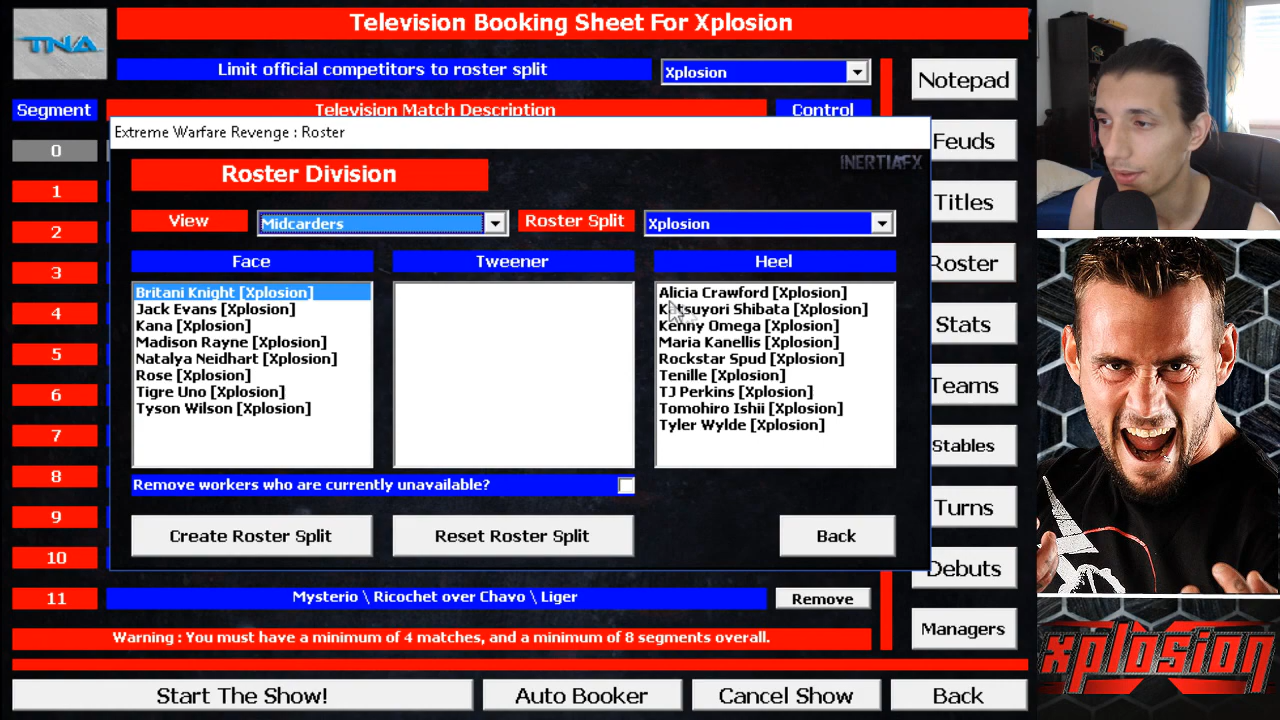 TNA
Television Booking Sheet For Xplosion
Limit official competitors to roster split
Xplosion
Notepad
Segment
Television Match Description
Control
Extreme Warfare Revenge : Roster
0
INERTIAFX
Feuds
Roster Division
1
View
Midcarders
Roster Split
Xplosion
Titles
2
Face
Tweener
Heel
Roster
3
Britani Knight [Xplosion]
Jack Evans [Xplosion]
Kana [Xplosion]
Madison Rayne [Xplosion]
Natalya Neidhart [Xplosion]
Rose [Xplosion]
Tigre Uno [Xplosion]
Tyson Wilson [Xplosion]
Alicia Crawford [Xplosion]
Katsuyori Shibata [Xplosion]
Kenny Omega [Xplosion]
Maria Kanellis [Xplosion]
Rockstar Spud [Xplosion]
Tenille [Xplosion]
TJ Perkins [Xplosion]
Tomohiro Ishii [Xplosion]
Tyler Wylde [Xplosion]
4
Stats
5
Teams
6
7
Stables
8
Remove workers who are currently unavailable?
9
Turns
Create Roster Split
Reset Roster Split
Back
10
Debuts
11
Mysterio \ Ricochet over Chavo \ Liger
Remove
Managers
Warning : You must have a minimum of 4 matches, and a minimum of 8 segments overall.
xplosion
Start The Show!
Auto Booker
Cancel Show
Back